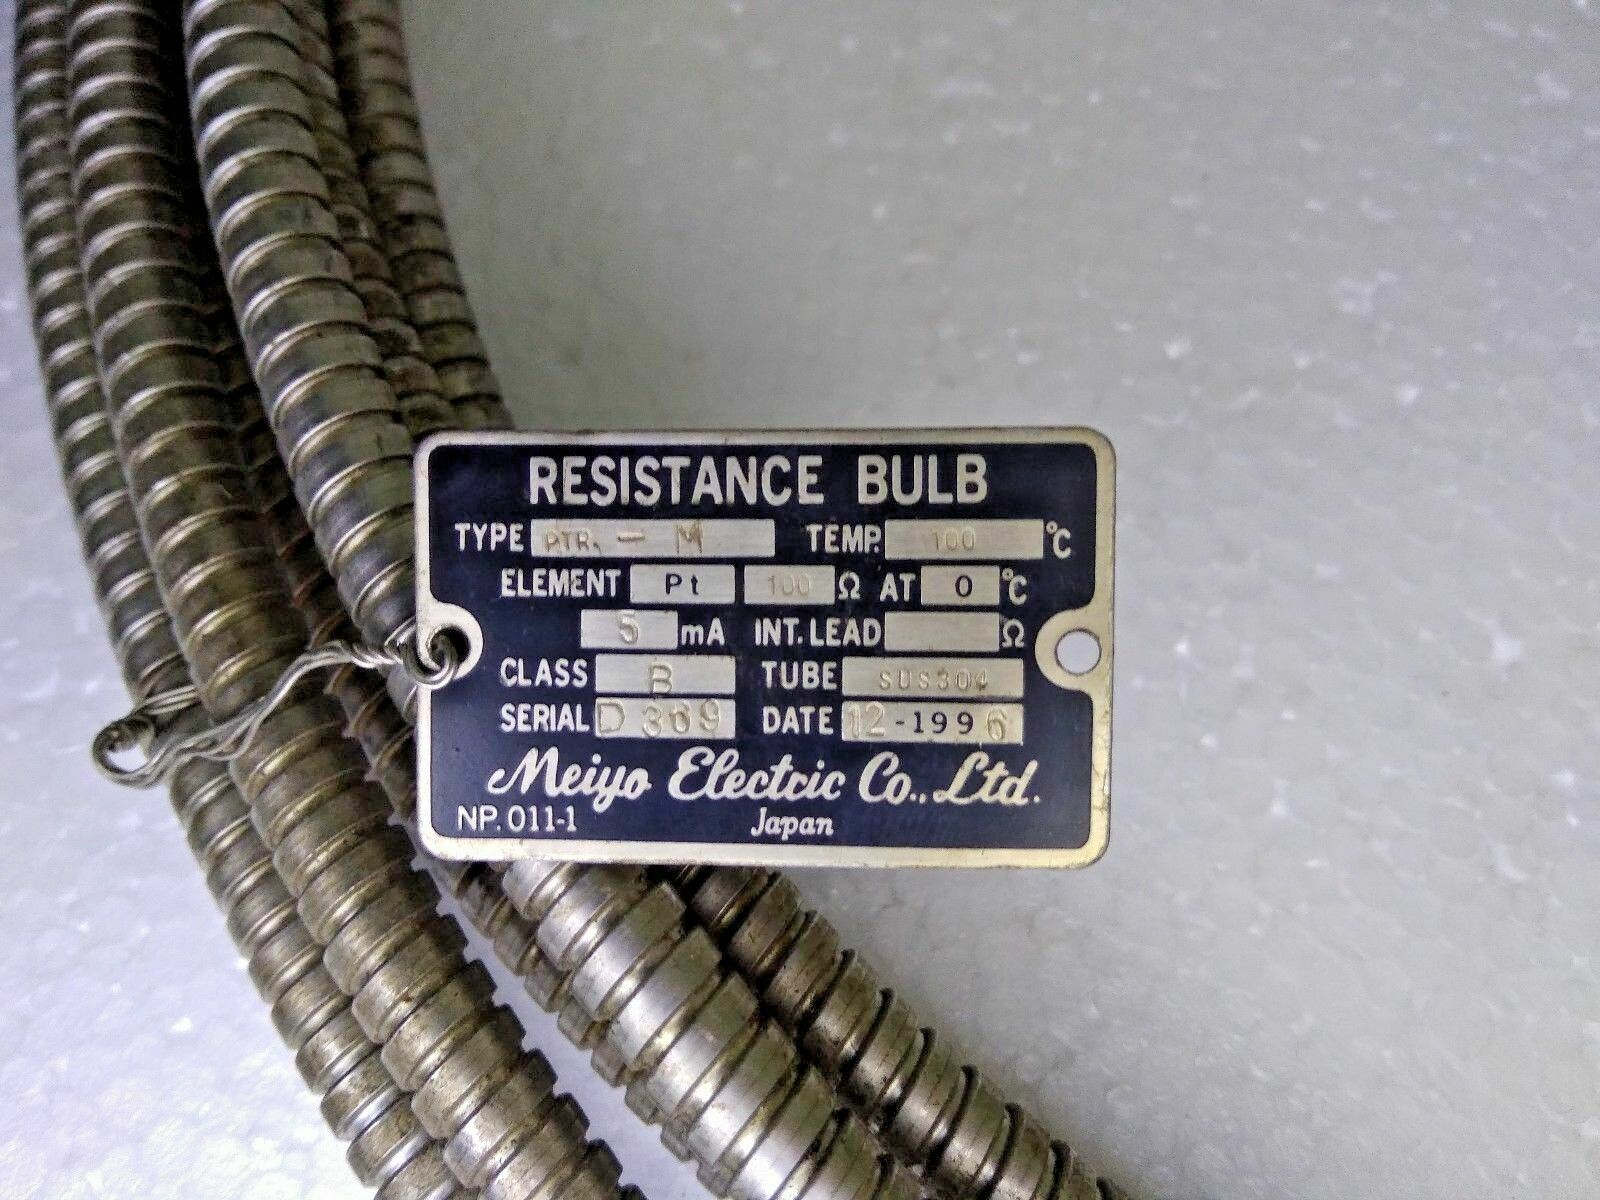 RESISTANCE BULB
TYPE PTR. - M TEMP. 100 °C
ELEMENT Pt 100 Ω AT 0 °C
5 mA INT. LEAD Ω
CLASS B TUBE SUS304
SERIAL D 369 DATE 12-1996
Meiyo Electric Co., Ltd.
NP. 011-1 Japan